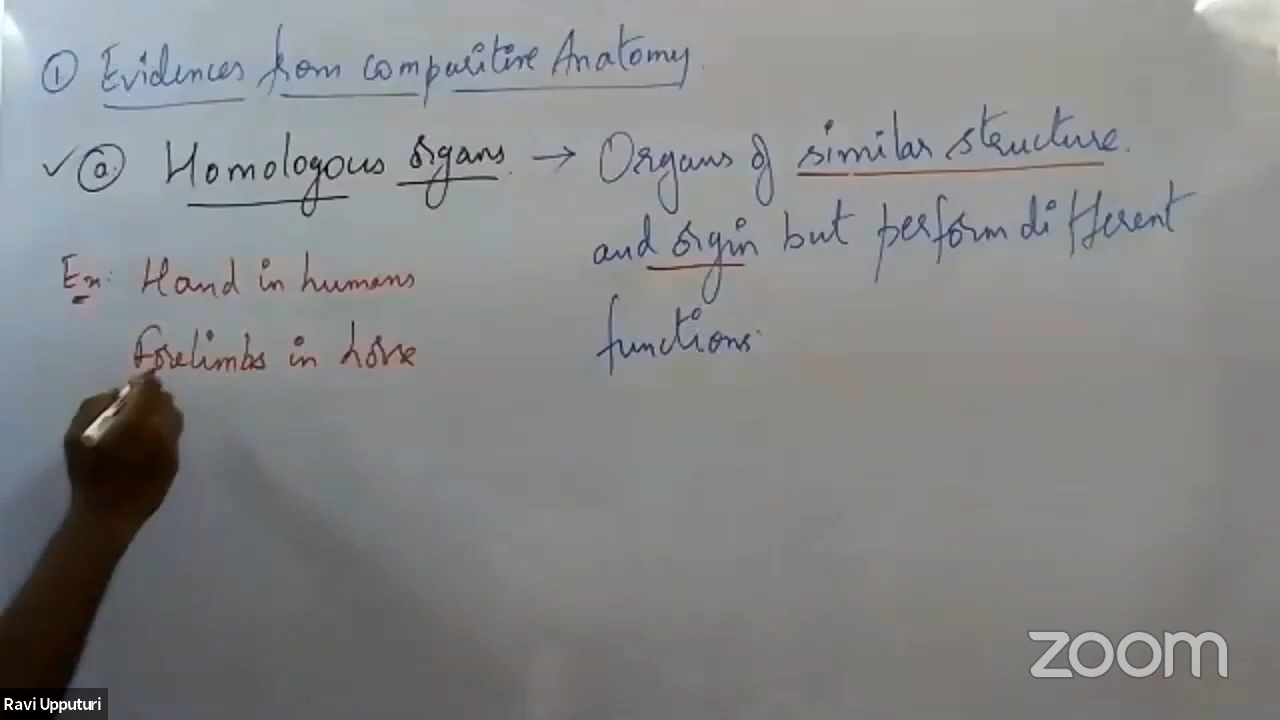 ① Evidences from comparitive Anatomy.
✓ ⓐ Homologous organs. → Organs of similar structure.
and orgin but perform different
functions.
Ex: Hand in humans
Forelimbs in horse
zoom
Ravi Upputuri